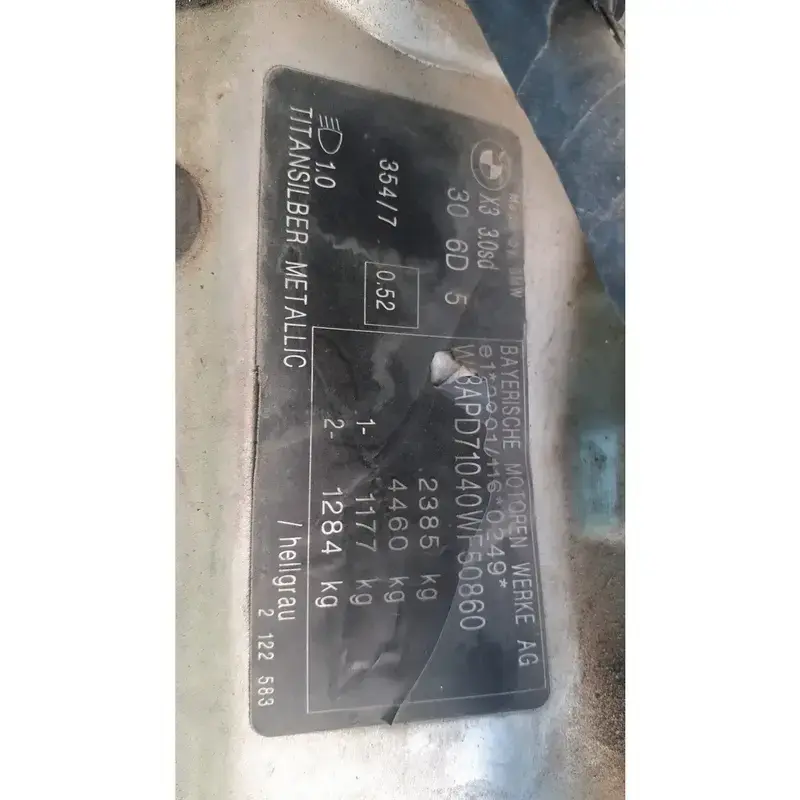 BMW
X3 3.0sd
30 6D 5
354/7
0.52
1.0
TITANSILBER METALLIC
BAYERISCHE MOTOREN WERKE AG
2385 kg
4460 kg
1- 1177 kg
2- 1284 kg
/hellgrau
2 122 583